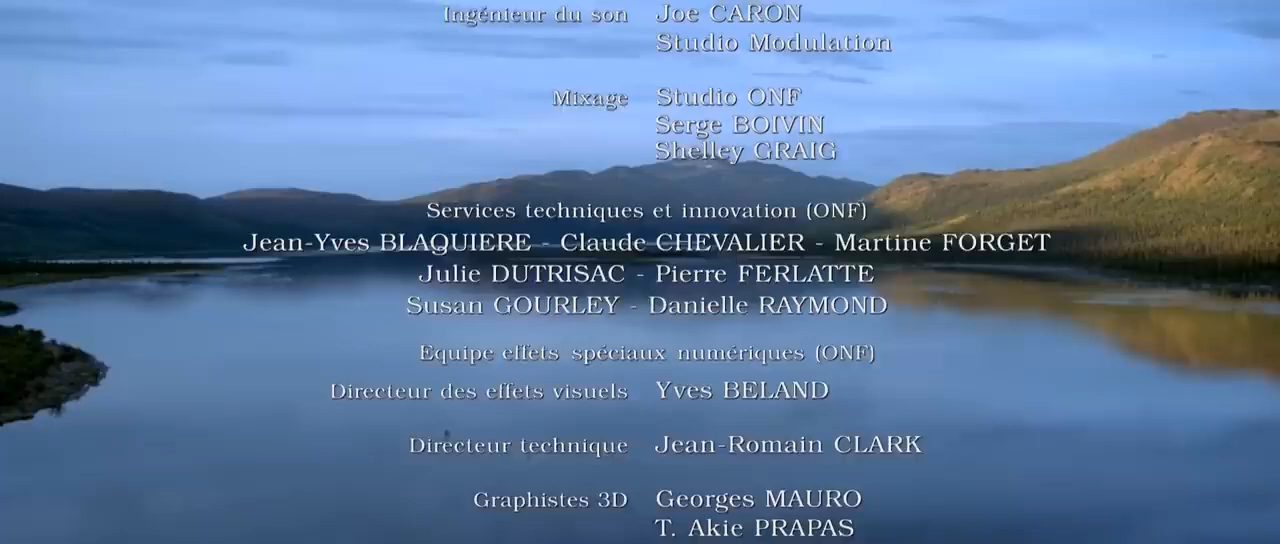 Ingénieur du son Joe CARON
Studio Modulation
Mixage Studio ONF
Serge BOIVIN
Shelley GRAIG
Services techniques et innovation (ONF)
Jean-Yves BLAQUIERE - Claude CHEVALIER - Martine FORGET
Julie DUTRISAC - Pierre FERLATTE
Susan GOURLEY - Danielle RAYMOND
Equipe effets spéciaux numériques (ONF)
Directeur des effets visuels Yves BELAND
Directeur technique Jean-Romain CLARK
Graphistes 3D Georges MAURO
T. Akie PRAPAS